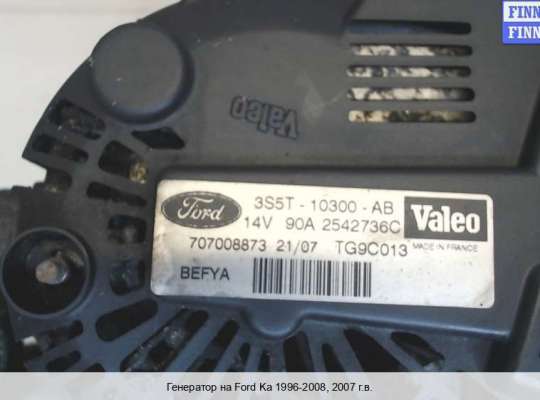 FINN
FINN
Valeo
Ford
3S5T-10300-AB
14V 90A 2542736C
Valeo
707008873 21/07 TG9C013
MADE IN FRANCE
BEFYA
Генератор на Ford Ka 1996-2008, 2007 г.в.